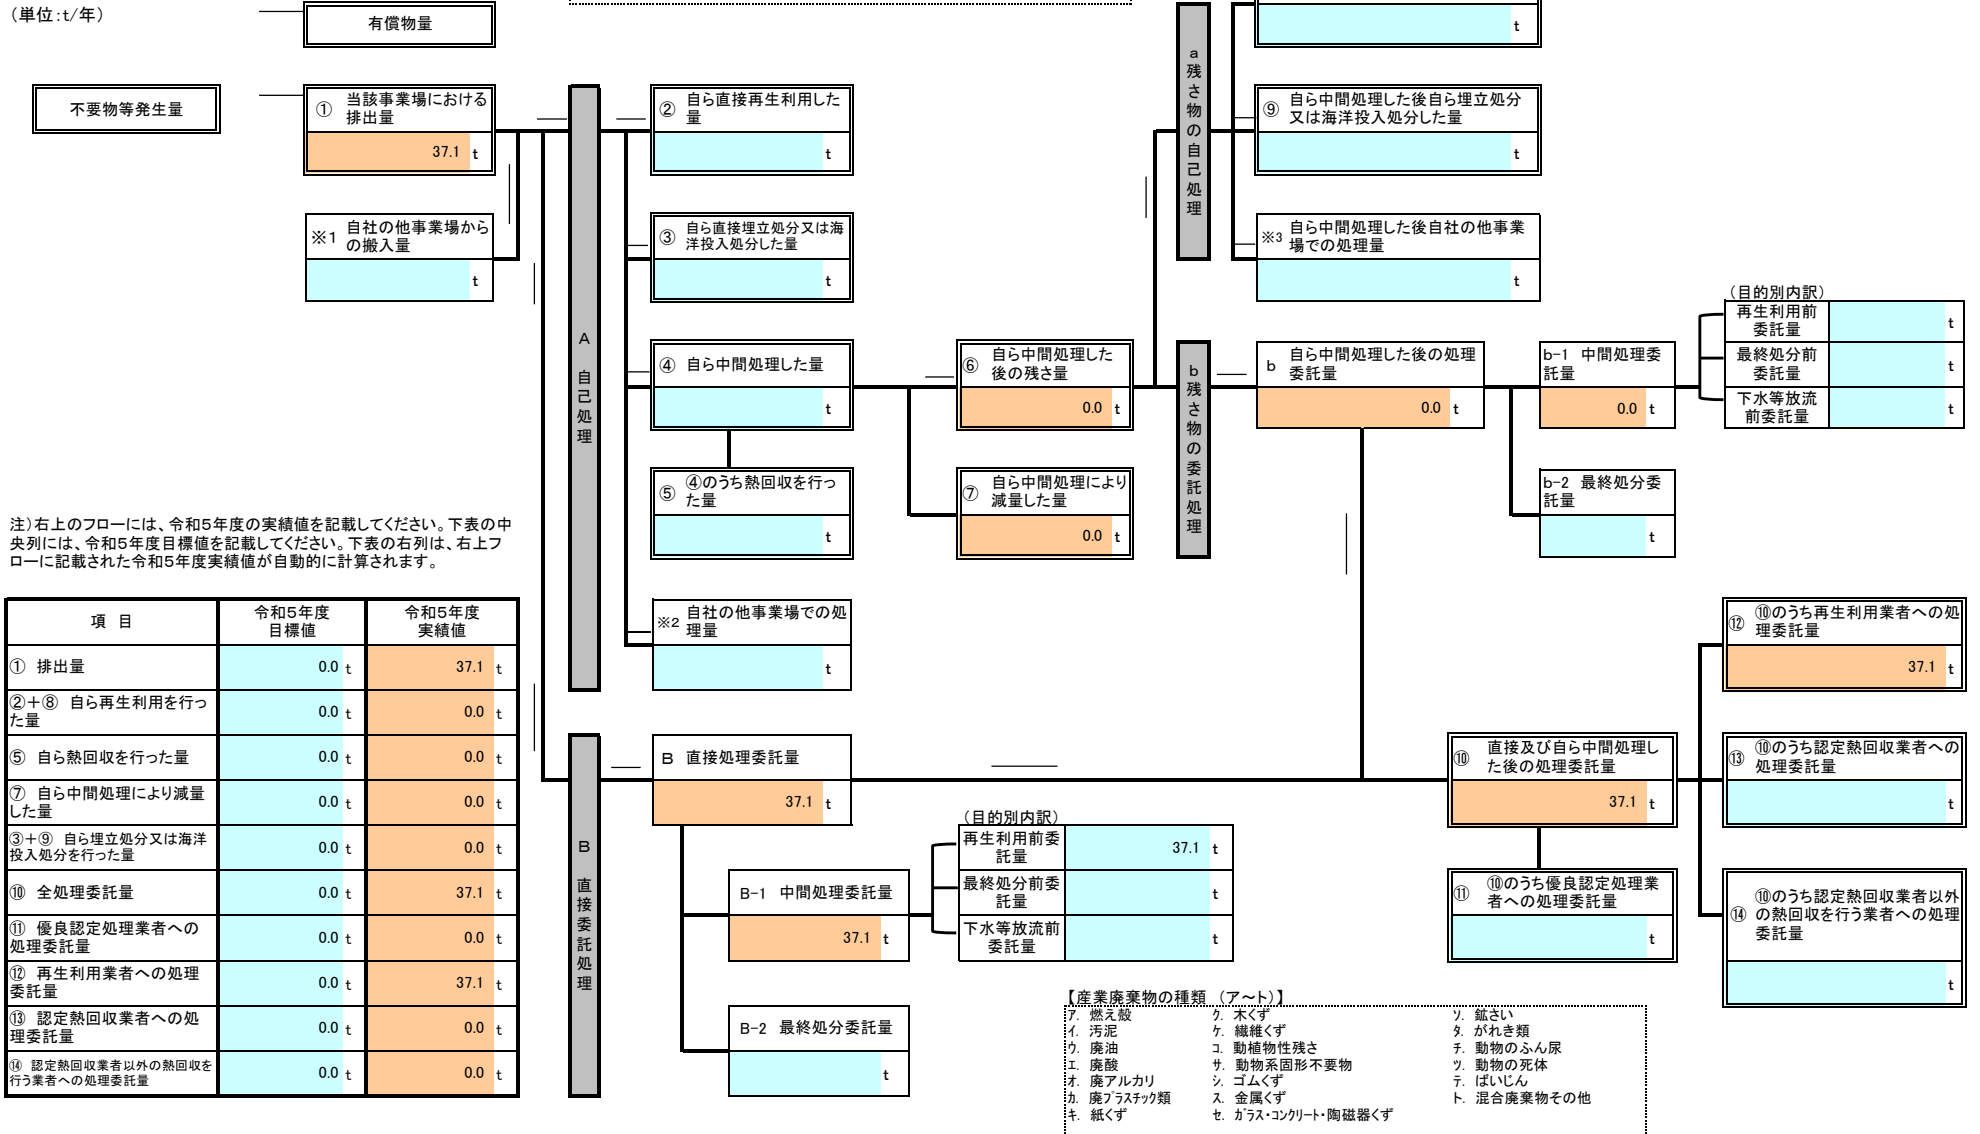 （単位：t/年）
有償物量
t
不要物等発生量
① 当該事業場における
排出量
37.1 t
※1 自社の他事業場から
の搬入量
t
A 自己処理
② 自ら直接再生利用した
量
t
③ 自ら直接埋立処分又は海
洋投入処分した量
t
④ 自ら中間処理した量
t
⑤ ④のうち熱回収を行っ
た量
t
※2 自社の他事業場での処
理量
t
⑥ 自ら中間処理した
後の残さ量
0.0 t
⑦ 自ら中間処理により
減量した量
0.0 t
a 残さ物の自己処理
⑨ 自ら中間処理した後自ら埋立処分
又は海洋投入処分した量
t
※3 自ら中間処理した後自社の他事業
場での処理量
t
b 残さ物の委託処理
b 自ら中間処理した後の処理
委託量
0.0 t
b-1 中間処理委
託量
0.0 t
b-2 最終処分委
託量
t
（目的別内訳）
再生利用前
委託量
t
最終処分前
委託量
t
下水等放流
前委託量
t
注）右上のフローには、令和５年度の実績値を記載してください。下表の中
央列には、令和５年度目標値を記載してください。下表の右列は、右上フ
ローに記載された令和５年度実績値が自動的に計算されます。
項 目 令和５年度
目標値 令和５年度
実績値
① 排出量 0.0 t 37.1 t
②＋⑧ 自ら再生利用を行っ
た量 0.0 t 0.0 t
⑤ 自ら熱回収を行った量 0.0 t 0.0 t
⑦ 自ら中間処理により減量
した量 0.0 t 0.0 t
③＋⑨ 自ら埋立処分又は海洋
投入処分を行った量 0.0 t 0.0 t
⑩ 全処理委託量 0.0 t 37.1 t
⑪ 優良認定処理業者への
処理委託量 0.0 t 0.0 t
⑫ 再生利用業者への処理
委託量 0.0 t 37.1 t
⑬ 認定熱回収業者への処
理委託量 0.0 t 0.0 t
⑭ 認定熱回収業者以外の熱回収を
行う業者への処理委託量 0.0 t 0.0 t
B 直接委託処理
B 直接処理委託量
37.1 t
B-1 中間処理委託量
37.1 t
B-2 最終処分委託量
t
（目的別内訳）
再生利用前委
託量
37.1 t
最終処分前委
託量
t
下水等放流前
委託量
t
⑩ 直接及び自ら中間処理し
た後の処理委託量
37.1 t
⑪ ⑩のうち優良認定処理業
者への処理委託量
t
⑫ ⑩のうち再生利用業者への処
理委託量
37.1 t
⑬ ⑩のうち認定熱回収業者への
処理委託量
t
⑭ ⑩のうち認定熱回収業者以外
の熱回収を行う業者への処理
委託量
t
【産業廃棄物の種類 （ア～ト）】
ア. 燃え殻 ク. 木くず ソ. 鉱さい
イ. 汚泥 ケ. 繊維くず タ. がれき類
ウ. 廃油 コ. 動植物性残さ チ. 動物のふん尿
エ. 廃酸 サ. 動物系固形不要物 ツ. 動物の死体
オ. 廃アルカリ シ. ゴムくず テ. ばいじん
カ. 廃プラスチック類 ス. 金属くず ト. 混合廃棄物その他
キ. 紙くず セ. ガラス・コンクリート・陶磁器くず